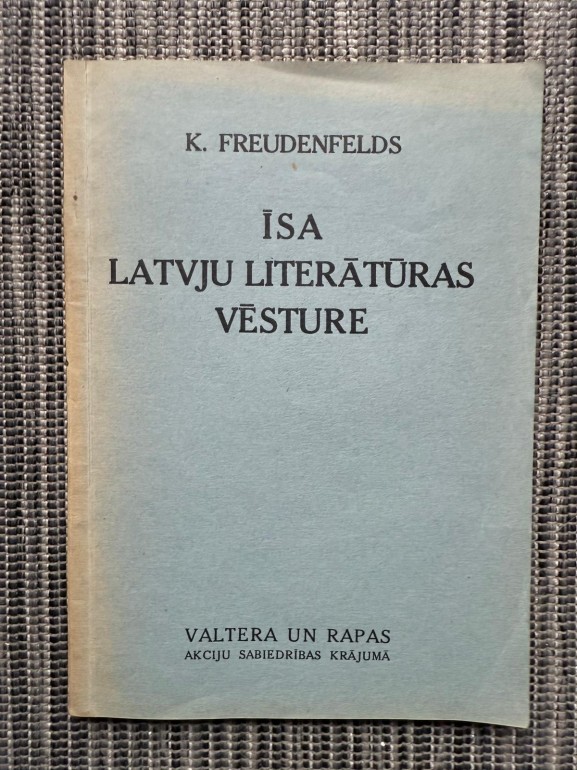 K. FREUDENFELDS
ĪSA
LATVJU LITERĀTŪRAS
VĒSTURE
VALTERA UN RAPAS
AKCIJU SABIEDRĪBAS KRĀJUMĀ